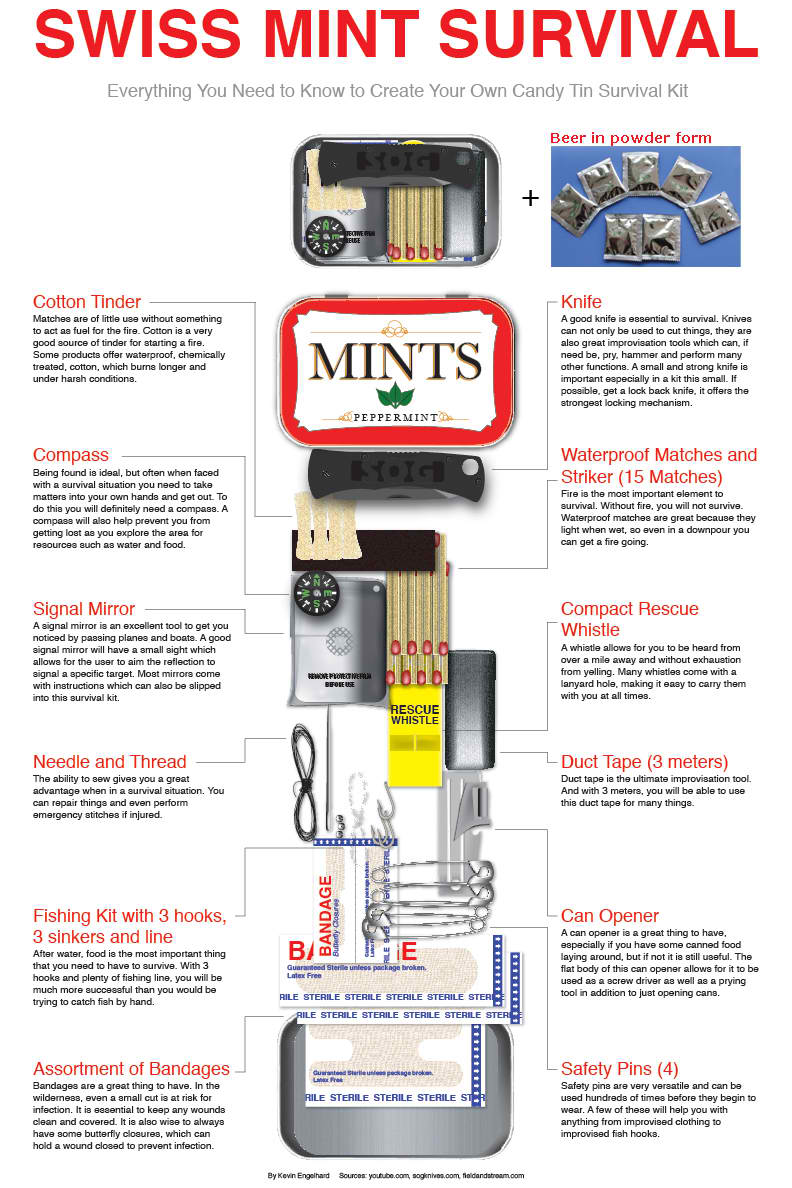 SWISS MINT SURVIVAL
Everything You Need to Know to Create Your Own Candy Tin Survival Kit
Beer in powder form
SOG
+
Cotton Tinder
Matches are of little use without something
to act as fuel for the fire. Cotton is a very
good source of tinder for starting a fire.
Some products offer waterproof, chemically
treated, cotton, which burns longer and
under harsh conditions.
Knife
A good knife is essential to survival. Knives
can not only be used to cut things, they are
also great improvisation tools which can, if
need be, pry, hammer and perform many
other functions. A small and strong knife is
important especially in a kit this small. If
possible, get a lock back knife, it offers the
strongest locking mechanism.
MINTS
PEPPERMINT
SOG
Compass
Being found is ideal, but often when faced
with a survival situation you need to take
matters into your own hands and get out. To
do this you will definitely need a compass. A
compass will also help prevent you from
getting lost as you explore the area for
resources such as water and food.
Waterproof Matches and
Striker (15 Matches)
Fire is the most important element to
survival. Without fire, you will not survive.
Waterproof matches are great because they
light when wet, so even in a downpour you
can get a fire going.
Signal Mirror
A signal mirror is an excellent tool to get you
noticed by passing planes and boats. A good
signal mirror will have a small sight which
allows for the user to aim the reflection to
signal a specific target. Most mirrors come
with instructions which can also be slipped
into this survival kit.
REMOVE PROTECTIVE FILM
BEFORE USE
Compact Rescue
Whistle
A whistle allows for you to be heard from
over a mile away and without exhaustion
from yelling. Many whistles come with a
lanyard hole, making it easy to carry them
with you at all times.
RESCUE
WHISTLE
Needle and Thread
The ability to sew gives you a great
advantage when in a survival situation. You
can repair things and even perform
emergency stitches if injured.
Duct Tape (3 meters)
Duct tape is the ultimate improvisation tool.
And with 3 meters, you will be able to use
this duct tape for many things.
Fishing Kit with 3 hooks,
3 sinkers and line
After water, food is the most important thing
that you need to have to survive. With 3
hooks and plenty of fishing line, you will be
much more successful than you would be
trying to catch fish by hand.
BANDAGE
Butterfly Closures
Guaranteed Sterile unless package broken.
Latex Free
RILE STERILE STERILE STERILE STERILE STERI
RILE STERILE STERILE STERILE STERILE STERI
Guaranteed Sterile unless package broken.
Latex Free
RILE STERILE STERILE STERILE STER
Can Opener
A can opener is a great thing to have,
especially if you have some canned food
laying around, but if not it is still useful. The
flat body of this can opener allows for it to be
used as a screw driver as well as a prying
tool in addition to just opening cans.
Assortment of Bandages
Bandages are a great thing to have. In the
wilderness, even a small cut is at risk for
infection. It is essential to keep any wounds
clean and covered. It is also wise to always
have some butterfly closures, which can
hold a wound closed to prevent infection.
Safety Pins (4)
Safety pins are very versatile and can be
used hundreds of times before they begin to
wear. A few of these will help you with
anything from improvised clothing to
improvised fish hooks.
By Kevin Engelhard Sources: youtube.com, sogknives.com, fieldandstream.com